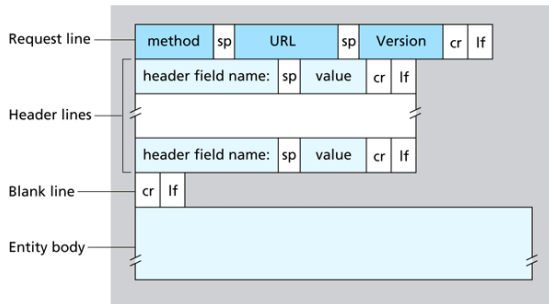 Request line method sp URL sp Version cr lf
header field name: sp value cr lf
Header lines
header field name: sp value cr lf
Blank line cr lf
Entity body